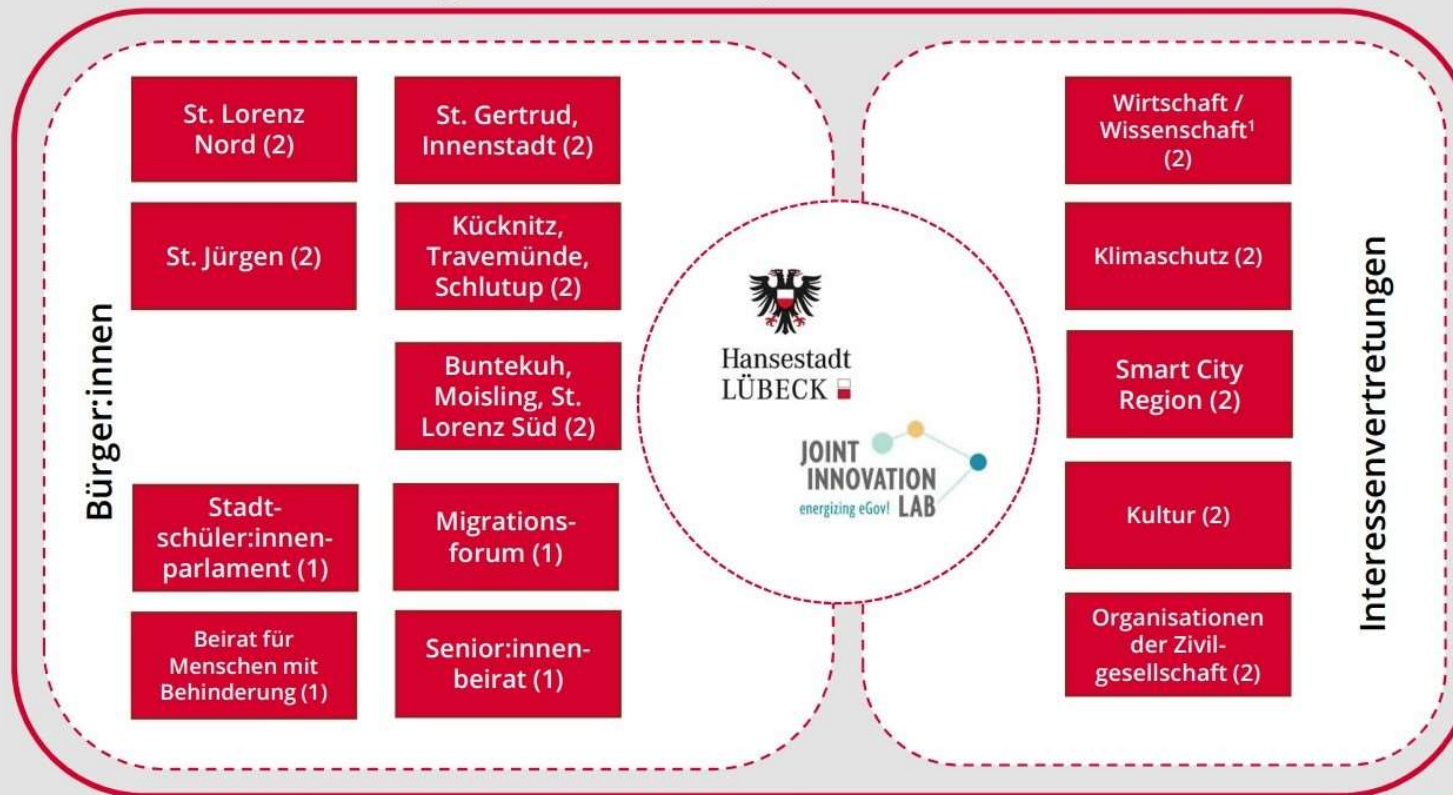 Bürger:innen
St. Lorenz
Nord (2)
St. Gertrud,
Innenstadt (2)
St. Jürgen (2)
Kücknitz,
Travemünde,
Schlutup (2)
Buntekuh,
Moisling, St.
Lorenz Süd (2)
Stadt-
schüler:innen-
parlament (1)
Migrations-
forum (1)
Beirat für
Menschen mit
Behinderung (1)
Senior:innen-
beirat (1)
Hansestadt
LÜBECK
JOINT
INNOVATION
energizing eGov! LAB
Wirtschaft /
Wissenschaft¹
(2)
Klimaschutz (2)
Smart City
Region (2)
Kultur (2)
Organisationen
der Zivil-
gesellschaft (2)
Interessenvertretungen